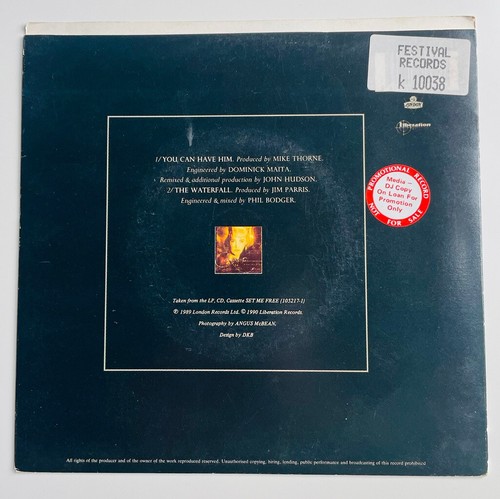 FESTIVAL
RECORDS
k 10038
LONDON
Liberation
1/YOU CAN HAVE HIM. Produced by MIKE THORNE.
Engineered by DOMINICK MAITA.
Remixed & additional production by JOHN HUDSON.
2/THE WATERFALL. Produced by JIM PARRIS.
Engineered & mixed by PHIL BODGER.
PROMOTIONAL RECORD
Media –
DJ Copy
On Loan For
Promotion
Only
NOT FOR SALE
Taken from the LP, CD, Cassette SET ME FREE (105217-1)
℗ 1989 London Records Ltd. © 1990 Liberation Records.
Photography by ANGUS McBEAN.
Design by DKB
All rights of the producer and of the owner of the work reproduced reserved. Unauthorised copying, hiring, lending, public performance and broadcasting of this record prohibited